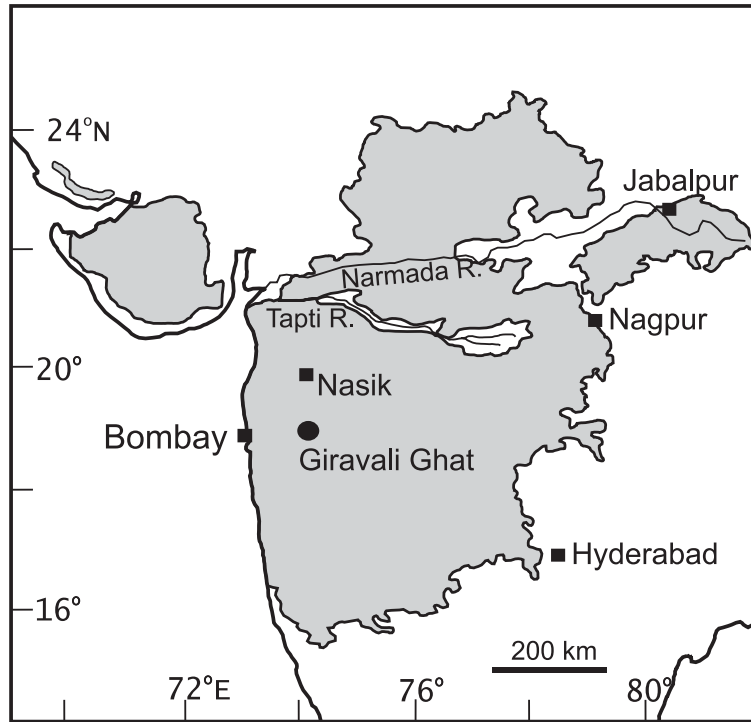 24°N
Jabalpur
Narmada R.
Tapti R.
Nagpur
20°
Nasik
Bombay
Giravali Ghat
Hyderabad
16°
200 km
72°E
76°
80°